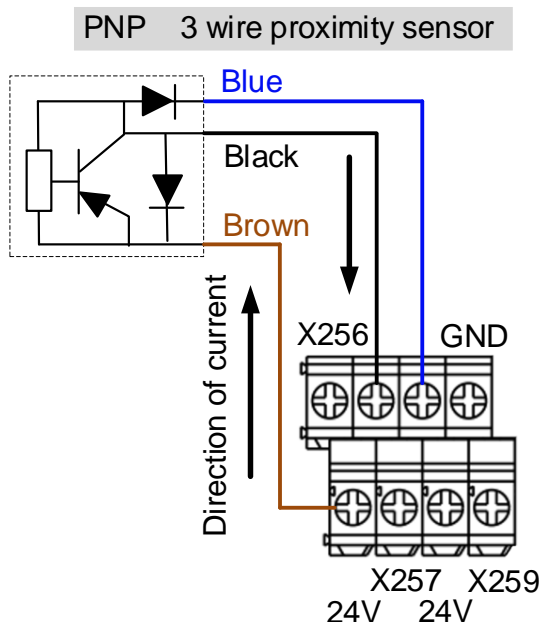 PNP 3 wire proximity sensor
Blue
Black
Brown
Direction of current
X256 GND
X257 X259
24V 24V